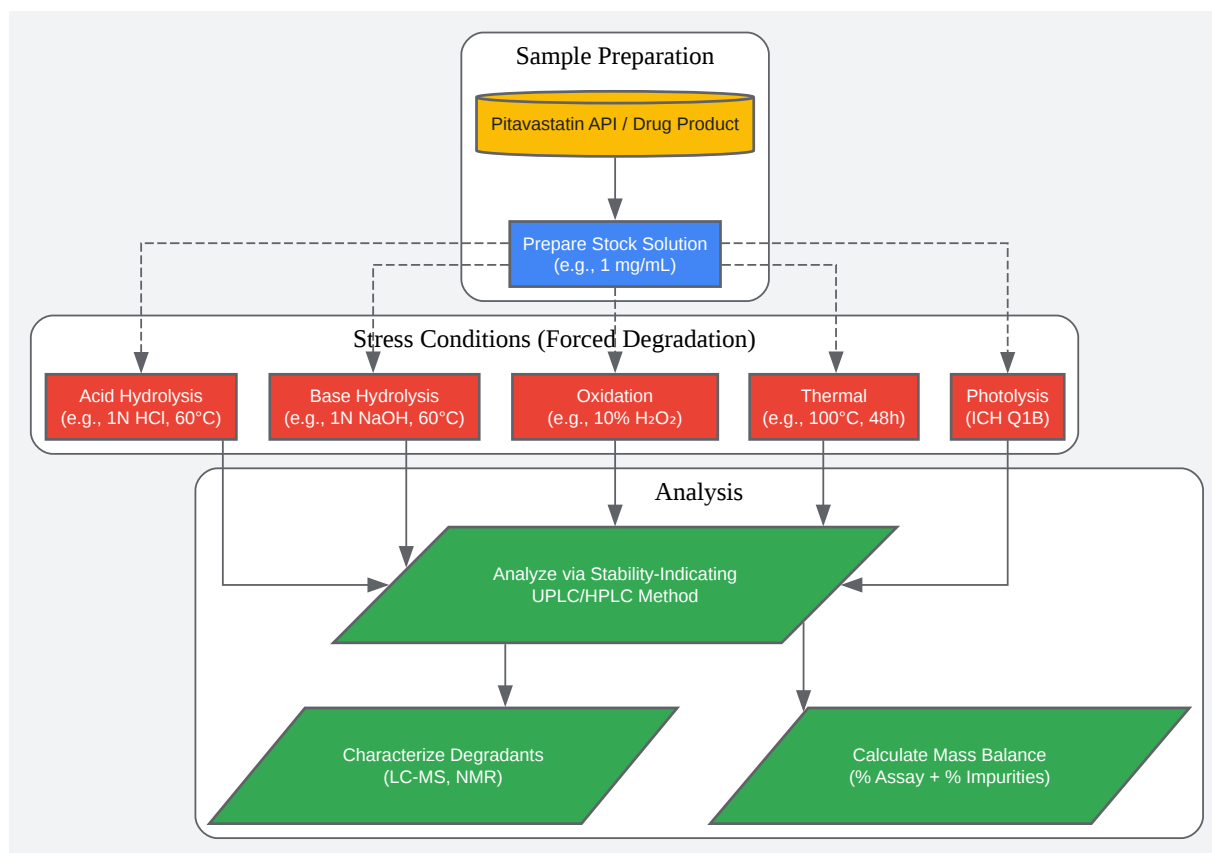 Sample Preparation
Pitavastatin API / Drug Product
Prepare Stock Solution
(e.g., 1 mg/mL)
Stress Conditions (Forced Degradation)
Acid Hydrolysis
(e.g., 1N HCl, 60°C)
Base Hydrolysis
(e.g., 1N NaOH, 60°C)
Oxidation
(e.g., 10% H₂O₂)
Thermal
(e.g., 100°C, 48h)
Photolysis
(ICH Q1B)
Analysis
Analyze via Stability-Indicating
UPLC/HPLC Method
Characterize Degradants
(LC-MS, NMR)
Calculate Mass Balance
(% Assay + % Impurities)